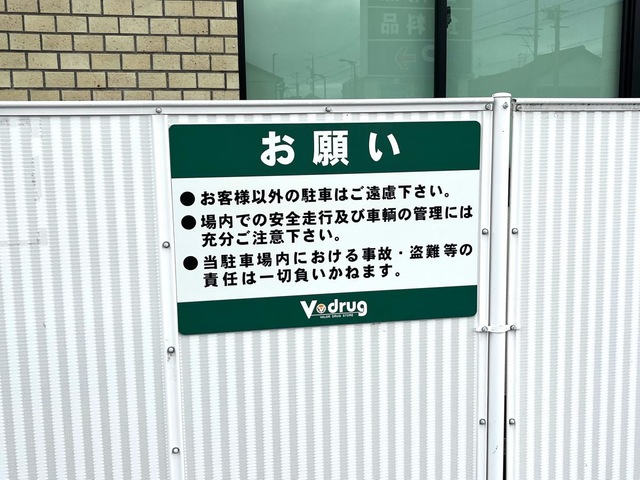 お願い
●お客様以外の駐車はご遠慮下さい。
●場内での安全走行及び車輌の管理には
充分ご注意下さい。
●当駐車場内における事故・盗難等の
責任は一切負いかねます。
V・drug
VALOR DRUG STORE